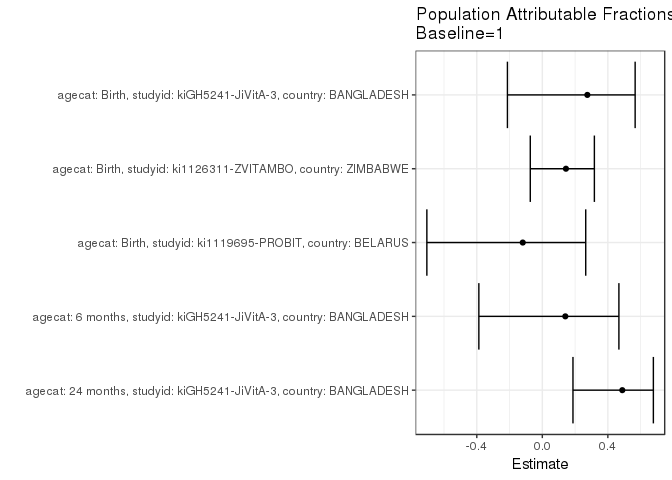 Population Attributable Fractions
Baseline=1
agecat: Birth, studyid: kiGH5241-JiVitA-3, country: BANGLADESH
agecat: Birth, studyid: ki1126311-ZVITAMBO, country: ZIMBABWE
agecat: Birth, studyid: ki1119695-PROBIT, country: BELARUS
agecat: 6 months, studyid: kiGH5241-JiVitA-3, country: BANGLADESH
agecat: 24 months, studyid: kiGH5241-JiVitA-3, country: BANGLADESH
-0.4 0.0 0.4
Estimate